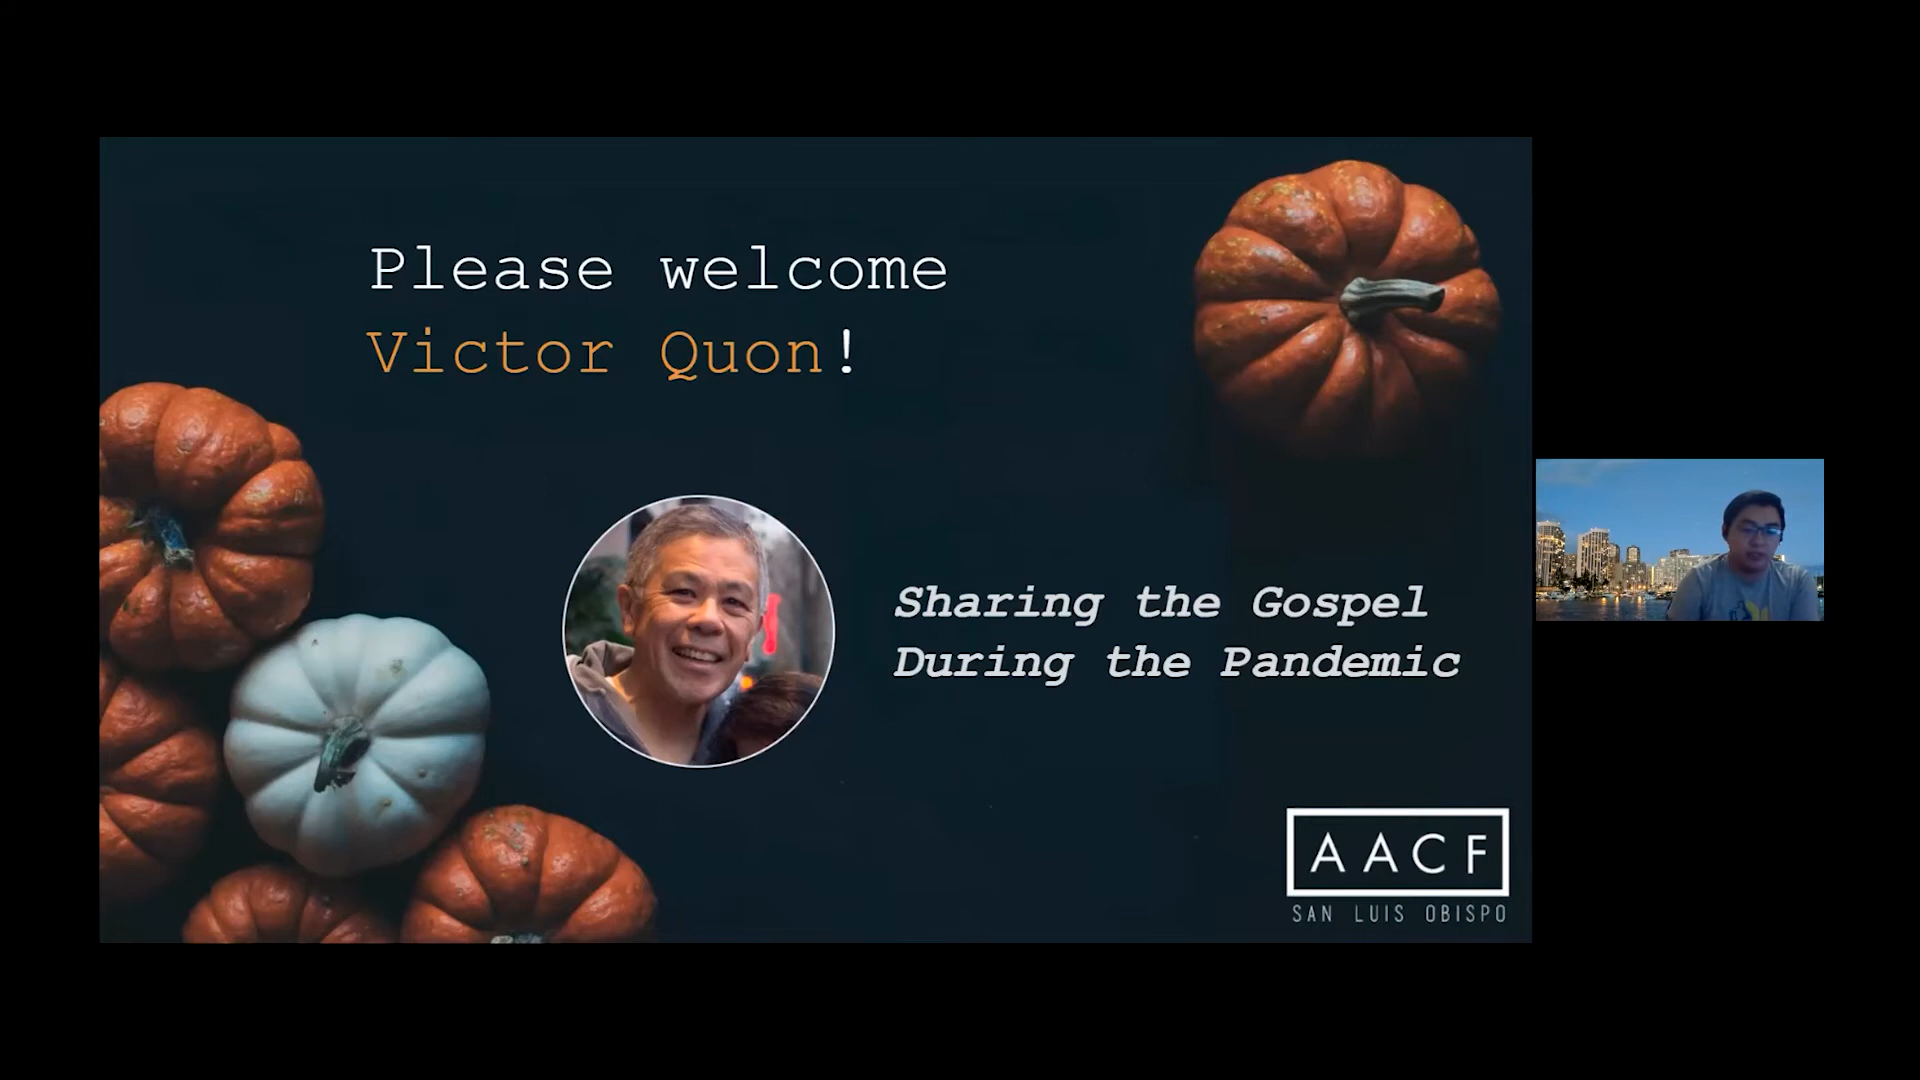 Please welcome
Victor Quon!
Sharing the Gospel
During the Pandemic
AACF
SAN LUIS OBISPO